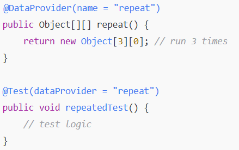 @DataProvider(name = "repeat")
public Object[][] repeat() {
    return new Object[3][0]; // run 3 times
}

@Test(dataProvider = "repeat")
public void repeatedTest() {
    // test logic
}